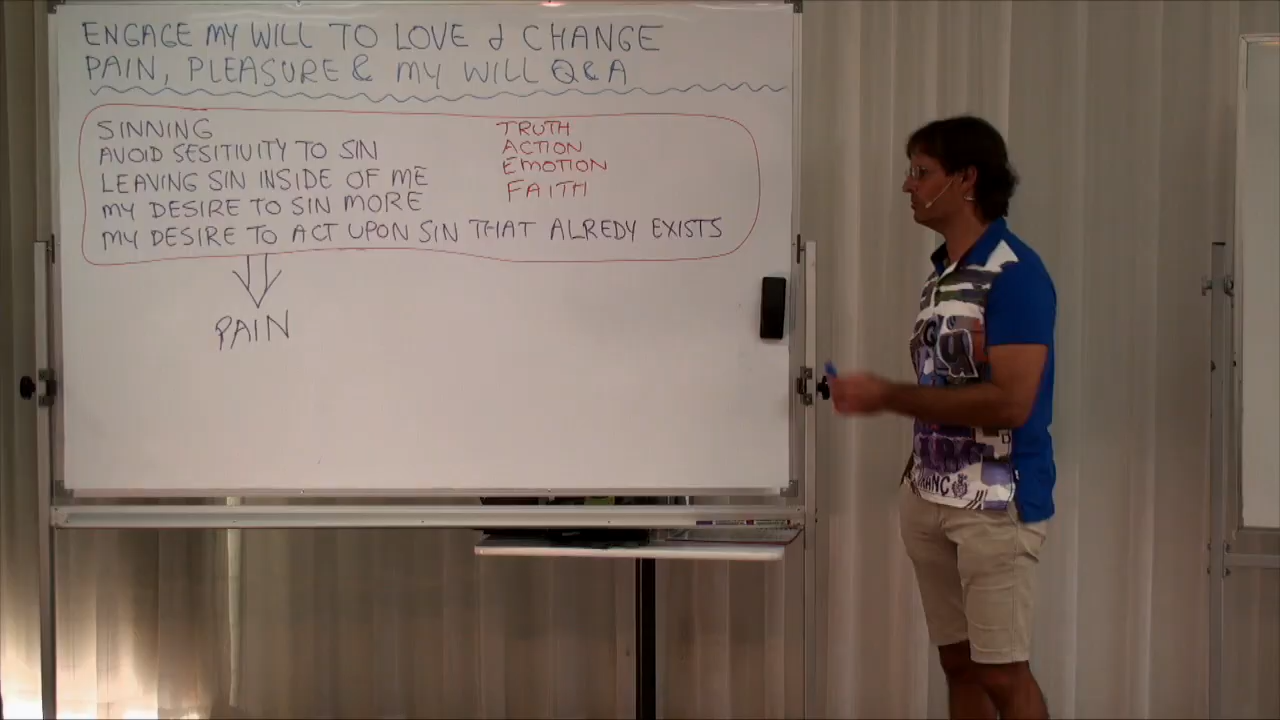 ENGAGE MY WILL TO LOVE & CHANGE
PAIN, PLEASURE & MY WILL Q&A
SINNING
AVOID SESITIUITY TO SIN
LEAVING SIN INSIDE OF ME
MY DESIRE TO SIN MORE
MY DESIRE TO ACT UPON SIN THAT ALREDY EXISTS
TRUTH
ACTION
EMOTION
FAITH
PAIN